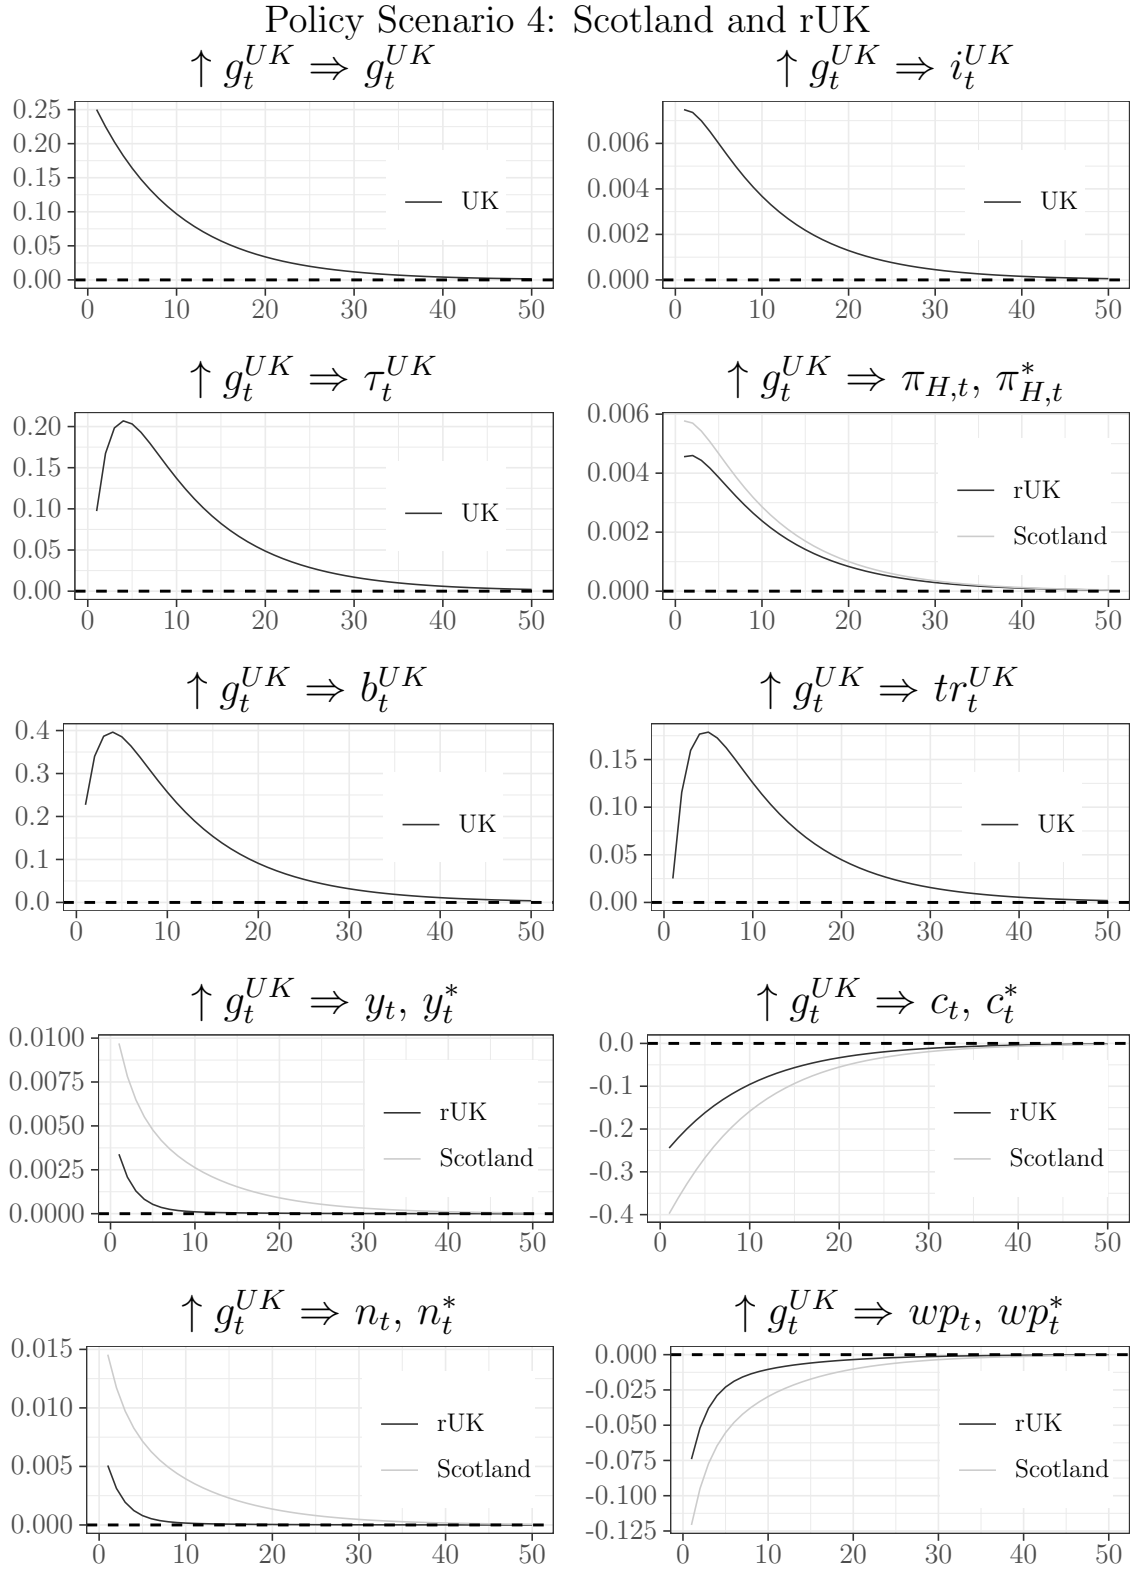 Policy Scenario 4: Scotland and rUK
↑ g_t^{UK} ⇒ g_t^{UK}
0.25
0.20
0.15
0.10
0.05
0.00
UK
0 10 20 30 40 50
↑ g_t^{UK} ⇒ i_t^{UK}
0.006
0.004
0.002
0.000
UK
0 10 20 30 40 50
↑ g_t^{UK} ⇒ τ_t^{UK}
0.20
0.15
0.10
0.05
0.00
UK
0 10 20 30 40 50
↑ g_t^{UK} ⇒ π_{H,t}, π_{H,t}^*
0.006
0.004
0.002
0.000
rUK
Scotland
0 10 20 30 40 50
↑ g_t^{UK} ⇒ b_t^{UK}
0.4
0.3
0.2
0.1
0.0
UK
0 10 20 30 40 50
↑ g_t^{UK} ⇒ tr_t^{UK}
0.15
0.10
0.05
0.00
UK
0 10 20 30 40 50
↑ g_t^{UK} ⇒ y_t, y_t^*
0.0100
0.0075
0.0050
0.0025
0.0000
rUK
Scotland
0 10 20 30 40 50
↑ g_t^{UK} ⇒ c_t, c_t^*
0.0
-0.1
-0.2
-0.3
-0.4
rUK
Scotland
0 10 20 30 40 50
↑ g_t^{UK} ⇒ n_t, n_t^*
0.015
0.010
0.005
0.000
rUK
Scotland
0 10 20 30 40 50
↑ g_t^{UK} ⇒ wp_t, wp_t^*
0.000
-0.025
-0.050
-0.075
-0.100
-0.125
rUK
Scotland
0 10 20 30 40 50